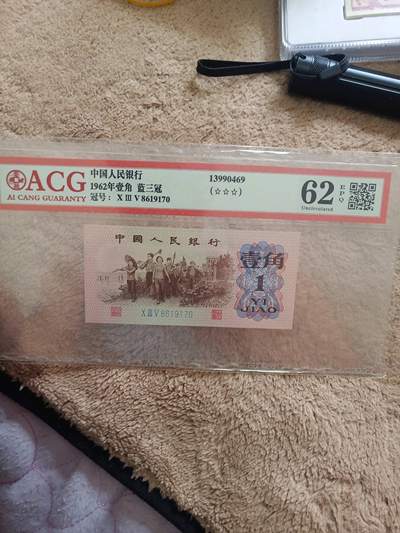 ACG
AI CANG GUARANTY
中国人民银行
1962年壹角 蓝三冠
冠号: X III V 8619170
13990469
(☆☆☆)
62
EPQ
Uncirculated
中國人民銀行
壹角
1
YI
JIAO
X III V 8619170